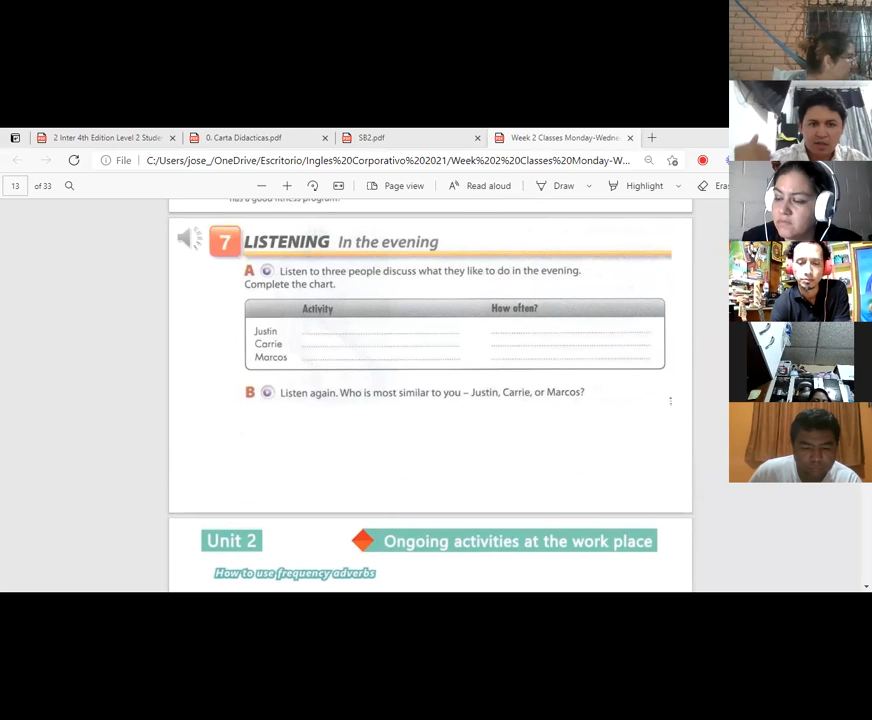 2 Inter 4th Edition Level 2 Stude
0. Carta Didacticas.pdf
SB2.pdf
Week 2 Classes Monday-Wedne
File
C:/Users/jose_/OneDrive/Escritorio/Ingles%20Corporativo%202021/Week%202%20Classes%20Monday-W...
13 of 33
Page view
Read aloud
Draw
Highlight
Eras
has a good fitness program?
7 LISTENING In the evening
A Listen to three people discuss what they like to do in the evening.
Complete the chart.
Activity How often?
Justin
Carrie
Marcos
B Listen again. Who is most similar to you – Justin, Carrie, or Marcos?
Unit 2
Ongoing activities at the work place
How to use frequency adverbs